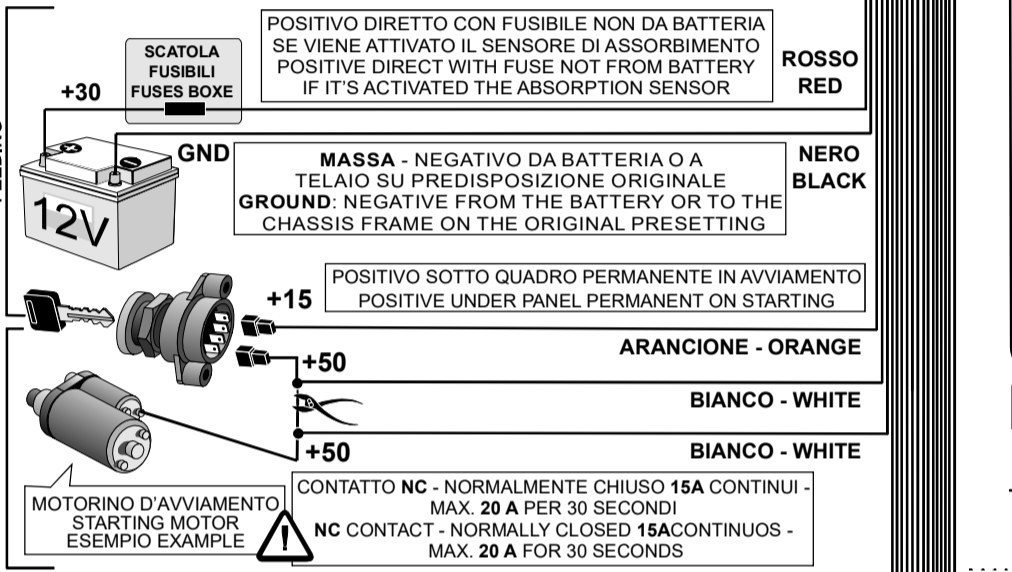 POSITIVO DIRETTO CON FUSIBILE NON DA BATTERIA
SE VIENE ATTIVATO IL SENSORE DI ASSORBIMENTO
POSITIVE DIRECT WITH FUSE NOT FROM BATTERY
IF IT'S ACTIVATED THE ABSORPTION SENSOR
SCATOLA
FUSIBILI
FUSES BOXE
+30
ROSSO
RED
GND
MASSA - NEGATIVO DA BATTERIA O A
TELAIO SU PREDISPOSIZIONE ORIGINALE
GROUND: NEGATIVE FROM THE BATTERY OR TO THE
CHASSIS FRAME ON THE ORIGINAL PRESETTING
NERO
BLACK
12V
POSITIVO SOTTO QUADRO PERMANENTE IN AVVIAMENTO
POSITIVE UNDER PANEL PERMANENT ON STARTING
+15
ARANCIONE - ORANGE
+50
BIANCO - WHITE
+50
BIANCO - WHITE
MOTORINO D'AVVIAMENTO
STARTING MOTOR
ESEMPIO EXAMPLE
!
CONTATTO NC - NORMALMENTE CHIUSO 15A CONTINUI -
MAX. 20 A PER 30 SECONDI
NC CONTACT - NORMALLY CLOSED 15ACONTINUOS -
MAX. 20 A FOR 30 SECONDS